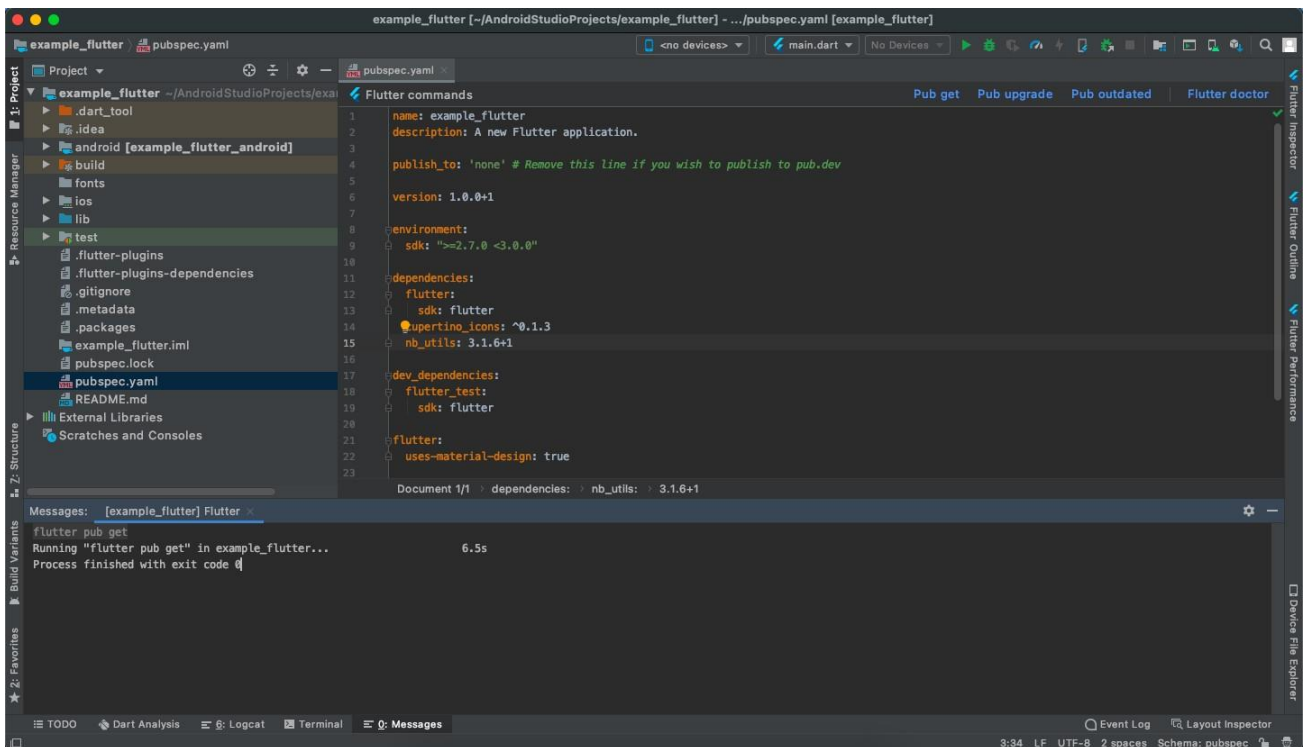 example_flutter [~/AndroidStudioProjects/example_flutter] - .../pubspec.yaml [example_flutter]
example_flutter pubspec.yaml <no devices> main.dart No Devices
Project pubspec.yaml
example_flutter ~/AndroidStudioProjects/exa
.dart_tool
.idea
android [example_flutter_android]
build
fonts
ios
lib
test
.flutter-plugins
.flutter-plugins-dependencies
.gitignore
.metadata
.packages
example_flutter.iml
pubspec.lock
pubspec.yaml
README.md
External Libraries
Scratches and Consoles
Flutter commands Pub get Pub upgrade Pub outdated Flutter doctor
1 name: example_flutter
2 description: A new Flutter application.
3
4 publish_to: 'none' # Remove this line if you wish to publish to pub.dev
5
6 version: 1.0.0+1
7
8 environment:
9 sdk: ">=2.7.0 <3.0.0"
10
11 dependencies:
12 flutter:
13 sdk: flutter
14 cupertino_icons: ^0.1.3
15 nb_utils: 3.1.6+1
16
17 dev_dependencies:
18 flutter_test:
19 sdk: flutter
20
21 flutter:
22 uses-material-design: true
23
Document 1/1 dependencies: nb_utils: 3.1.6+1
Messages: [example_flutter] Flutter
flutter pub get
Running "flutter pub get" in example_flutter... 6.5s
Process finished with exit code 0
TODO Dart Analysis 6: Logcat Terminal 0: Messages Event Log Layout Inspector
3:34 LF UTF-8 2 spaces Schema: pubspec
1: Project
Resource Manager
Z: Structure
Build Variants
2: Favorites
Flutter Inspector
Flutter Outline
Flutter Performance
Device File Explorer